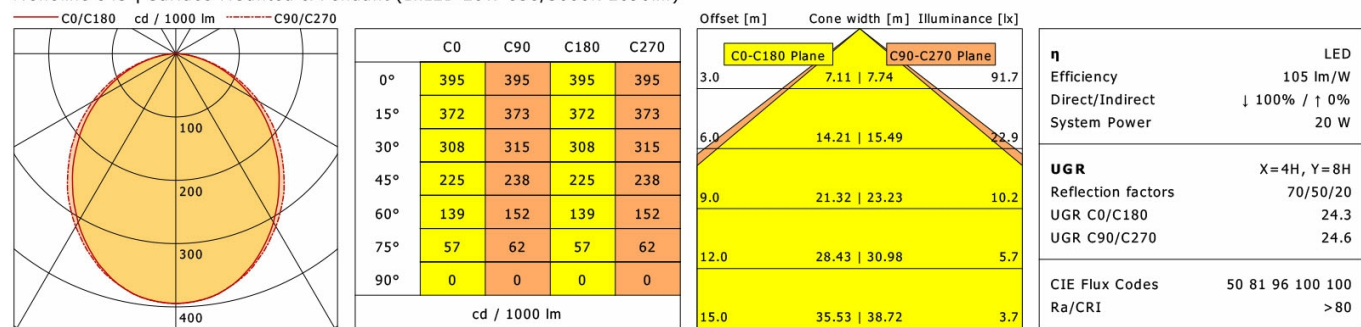 C0/C180 cd / 1000 lm C90/C270
100
200
300
400
C0 C90 C180 C270
0° 395 395 395 395
15° 372 373 372 373
30° 308 315 308 315
45° 225 238 225 238
60° 139 152 139 152
75° 57 62 57 62
90° 0 0 0 0
cd / 1000 lm
Offset [m] Cone width [m] Illuminance [lx]
C0-C180 Plane C90-C270 Plane
3.0 7.11 | 7.74 91.7
6.0 14.21 | 15.49 22.9
9.0 21.32 | 23.23 10.2
12.0 28.43 | 30.98 5.7
15.0 35.53 | 38.72 3.7
η LED
Efficiency 105 lm/W
Direct/Indirect ↓ 100% / ↑ 0%
System Power 20 W
UGR X=4H, Y=8H
Reflection factors 70/50/20
UGR C0/C180 24.3
UGR C90/C270 24.6
CIE Flux Codes 50 81 96 100 100
Ra/CRI >80